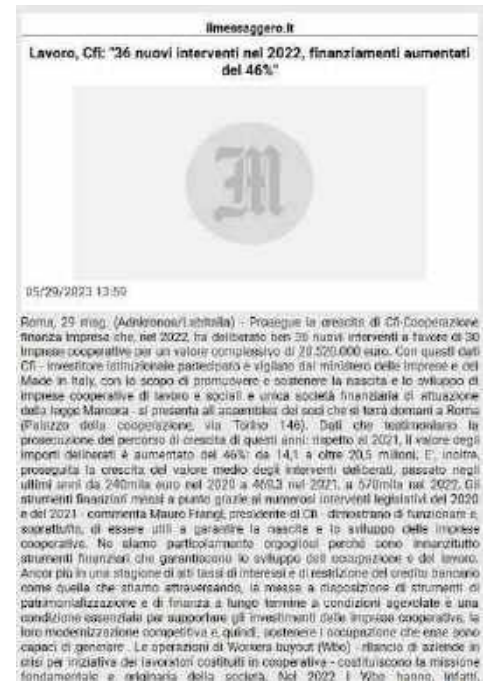 ilmessaggero.it
Lavoro, Cfi: "36 nuovi interventi nel 2022, finanziamenti aumentati
del 46%"
M
05/29/2023 13:59
Roma, 29 mag. (Adnkronos/Labitalia) - Prosegue la crescita di Cfi-Cooperazione
finanza imprese che, nel 2022, ha deliberato ben 36 nuovi interventi a favore di 30
imprese cooperative per un valore complessivo di 20.520.000 euro. Con questi dati
Cfi - investitore istituzionale partecipato e vigilato dal ministero delle imprese e del
Made in Italy, con lo scopo di promuovere e sostenere la nascita e lo sviluppo di
imprese cooperative di lavoro e sociali e unica società finanziaria di attuazione
della legge Marcora - si presenta all'assemblea dei soci che si terrà domani a Roma
(Palazzo della cooperazione, via Torino 146). Dati che testimoniano la
prosecuzione del percorso di crescita di questi anni: rispetto al 2021, il valore degli
importi deliberati è aumentato del 46%: da 14,1 a oltre 20,5 milioni. E', inoltre,
proseguita la crescita del valore medio degli interventi deliberati, passato negli
ultimi anni da 240mila euro nel 2020 a 469,3 nel 2021, a 570mila nel 2022. Gli
strumenti finanziari messi a punto grazie ai numerosi interventi legislativi del 2020
e del 2021 - commenta Mauro Frangi, presidente di Cfi - dimostrano di funzionare e,
soprattutto, di essere utili a garantire la nascita e lo sviluppo delle imprese
cooperative. Ne siamo particolarmente orgogliosi perché sono innanzitutto
strumenti finanziari che garantiscono lo sviluppo dell'occupazione e del lavoro.
Ancor più in una stagione di alti tassi di interessi e di restrizione del credito bancario
come quella che stiamo attraversando, la messa a disposizione di strumenti di
patrimonializzazione e di finanza a lungo termine a condizioni agevolate è una
condizione essenziale per supportare gli investimenti delle imprese cooperative, la
loro modernizzazione competitiva e, quindi, sostenere l'occupazione che esse sono
capaci di generare . Le operazioni di Workers buyout (Wbo) - rilancio di aziende in
crisi per iniziativa dei lavoratori costituiti in cooperativa - costituiscono la missione
fondamentale e originaria della società. Nel 2022 i Wbo hanno, infatti,